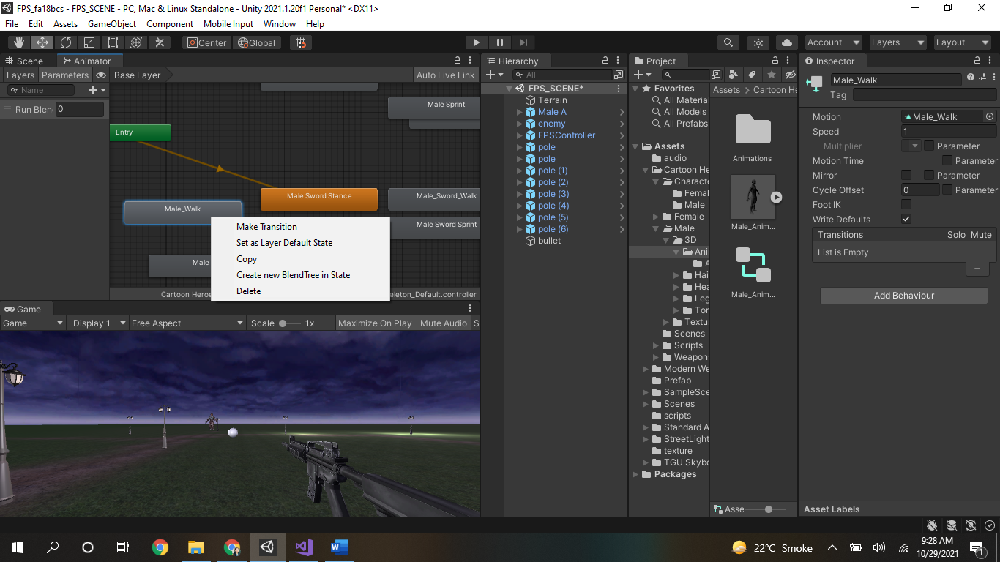 FPS_fa18bcs - FPS_SCENE - PC, Mac & Linux Standalone - Unity 2021.1.20f1 Personal* <DX11>
File Edit Assets GameObject Component Mobile Input Window Help
Center Global Account Layers Layout
Scene Animator
Layers Parameters Base Layer Auto Live Link
Name
Run Blend 0
Male Sprint
Entry
Male Sword Stance
Male_Sword_Walk
Male_Walk
Male Sword Sprint
Male
Make Transition
Set as Layer Default State
Copy
Create new BlendTree in State
Delete
Cartoon Heroe
eleton_Default.controller
Game
Game Display 1 Free Aspect Scale 1x Maximize On Play Mute Audio S
Hierarchy
All
FPS_SCENE*
Terrain
Male A
enemy
FPSController
pole
pole
pole (1)
pole (2)
pole (3)
pole (4)
pole (5)
pole (6)
bullet
Project
Favorites
All Materia
All Models
All Prefabs
Assets
audio
Cartoon He
Characte
Femal
Male
Female
Male
3D
Ani
A
Hai
Hea
Leg
Tor
Textu
Scenes
Scripts
Weapon
Modern We
Prefab
SampleSce
Scenes
scripts
Standard A
StreetLight
texture
TGU Skybo
Packages
Assets > Cartoon He
Animations
Male_Anim...
Male_Anim...
Asse
Inspector
Male_Walk
Tag
Motion Male_Walk
Speed 1
Multiplier Parameter
Motion Time Parameter
Mirror Parameter
Cycle Offset 0 Parameter
Foot IK
Write Defaults
Transitions Solo Mute
List is Empty
Add Behaviour
Asset Labels
22°C Smoke
9:28 AM
10/29/2021
1